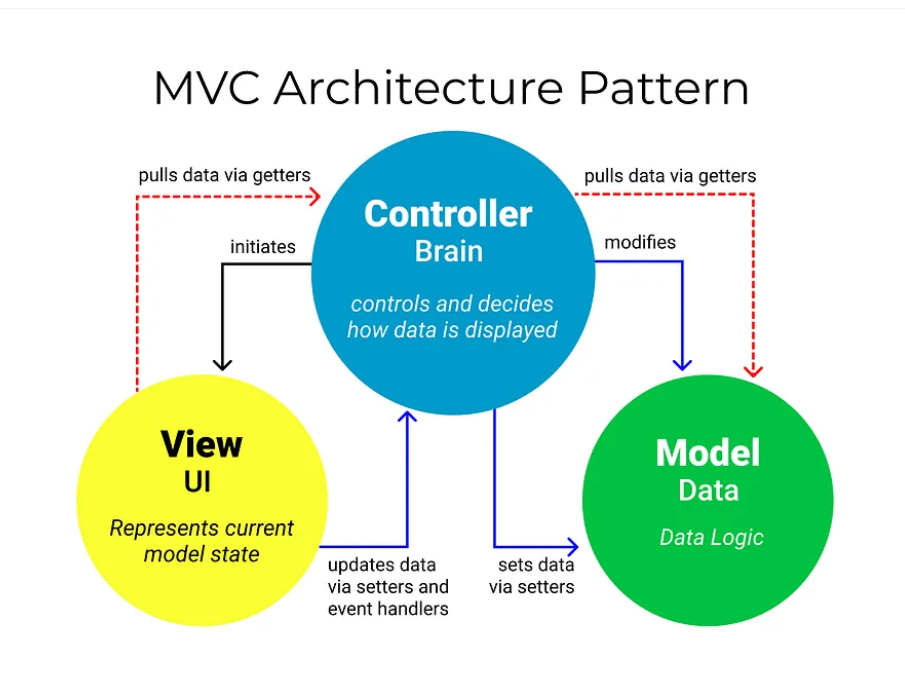 MVC Architecture Pattern
pulls data via getters
pulls data via getters
Controller
Brain
initiates
modifies
controls and decides
how data is displayed
View
UI
Represents current
model state
Model
Data
Data Logic
updates data
via setters and
event handlers
sets data
via setters